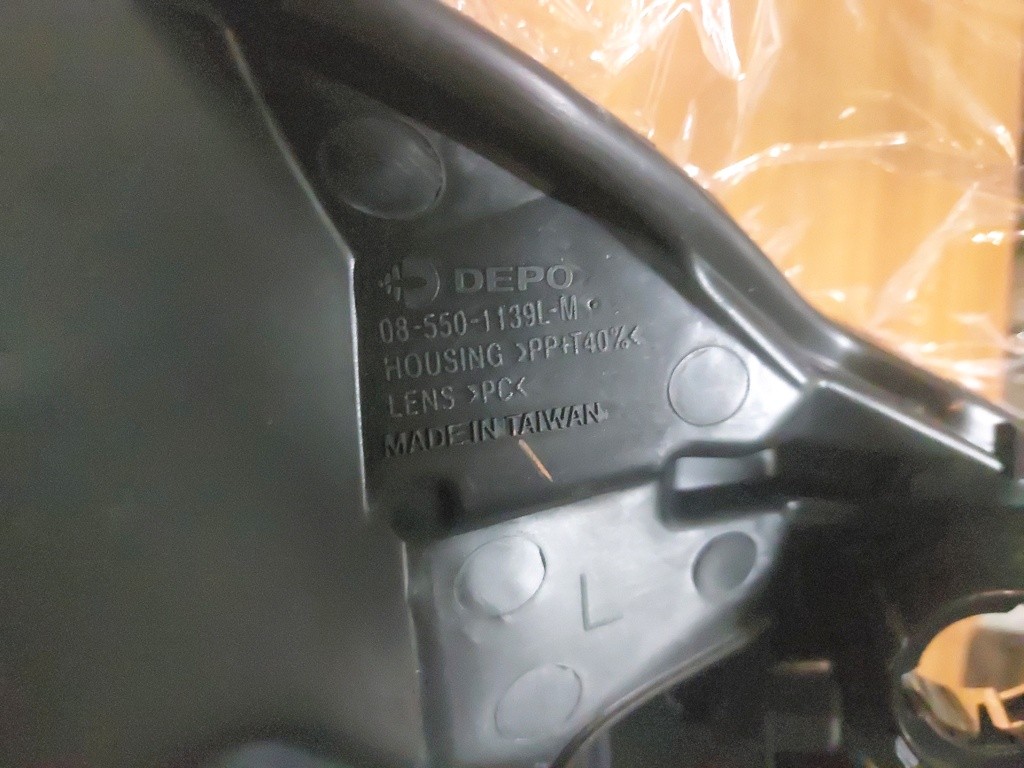 DEPO
08-550-1139L-M
HOUSING >PP+T40%<
LENS >PC<
MADE IN TAIWAN
L